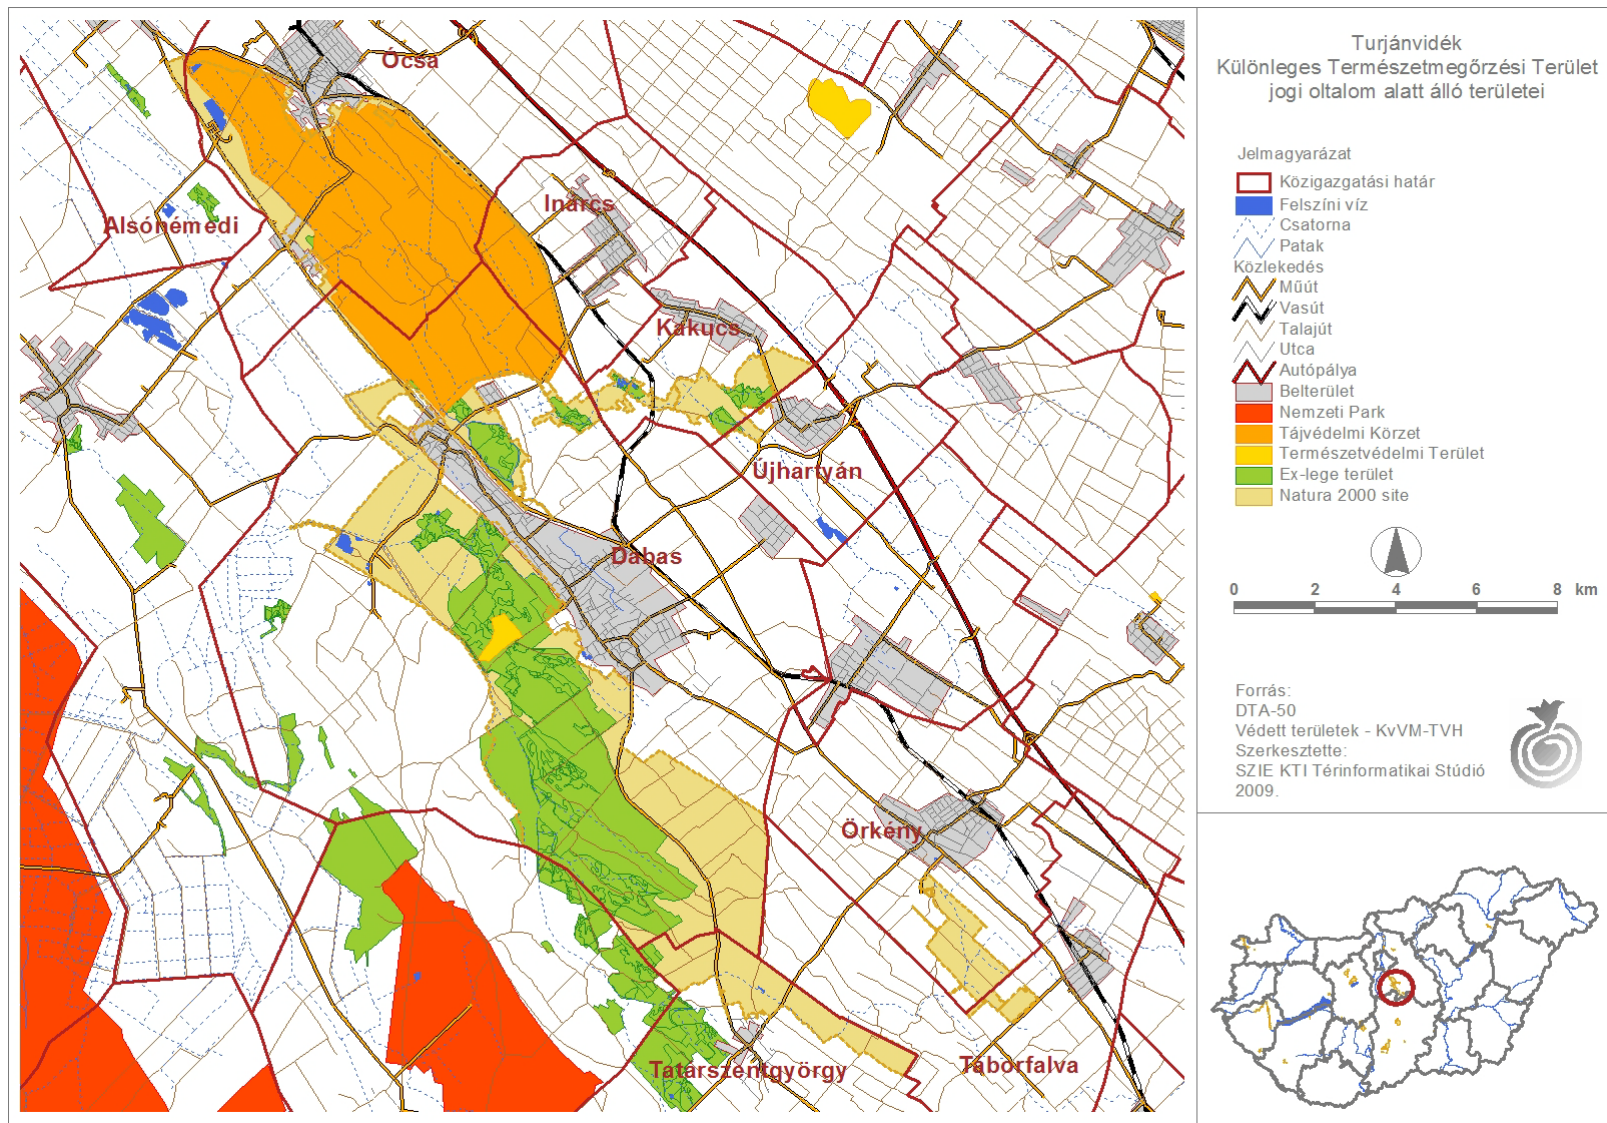 Turjánvidék
Különleges Természetmegőrzési Terület
jogi oltalom alatt álló területei
Jelmagyarázat
Közigazgatási határ
Felszíni víz
Csatorna
Patak
Közlekedés
Műút
Vasút
Talajút
Utca
Autópálya
Belterület
Nemzeti Park
Tájvédelmi Körzet
Természetvédelmi Terület
Ex-lege terület
Natura 2000 site
0 2 4 6 8 km
Forrás:
DTA-50
Védett területek - KvVM-TVH
Szerkesztette:
SZIE KTI Térinformatikai Stúdió
2009.
Ócsa
Inárcs
Alsónémedi
Kakucs
Újhartyán
Dabas
Örkény
Tatárszentgyörgy
Táborfalva